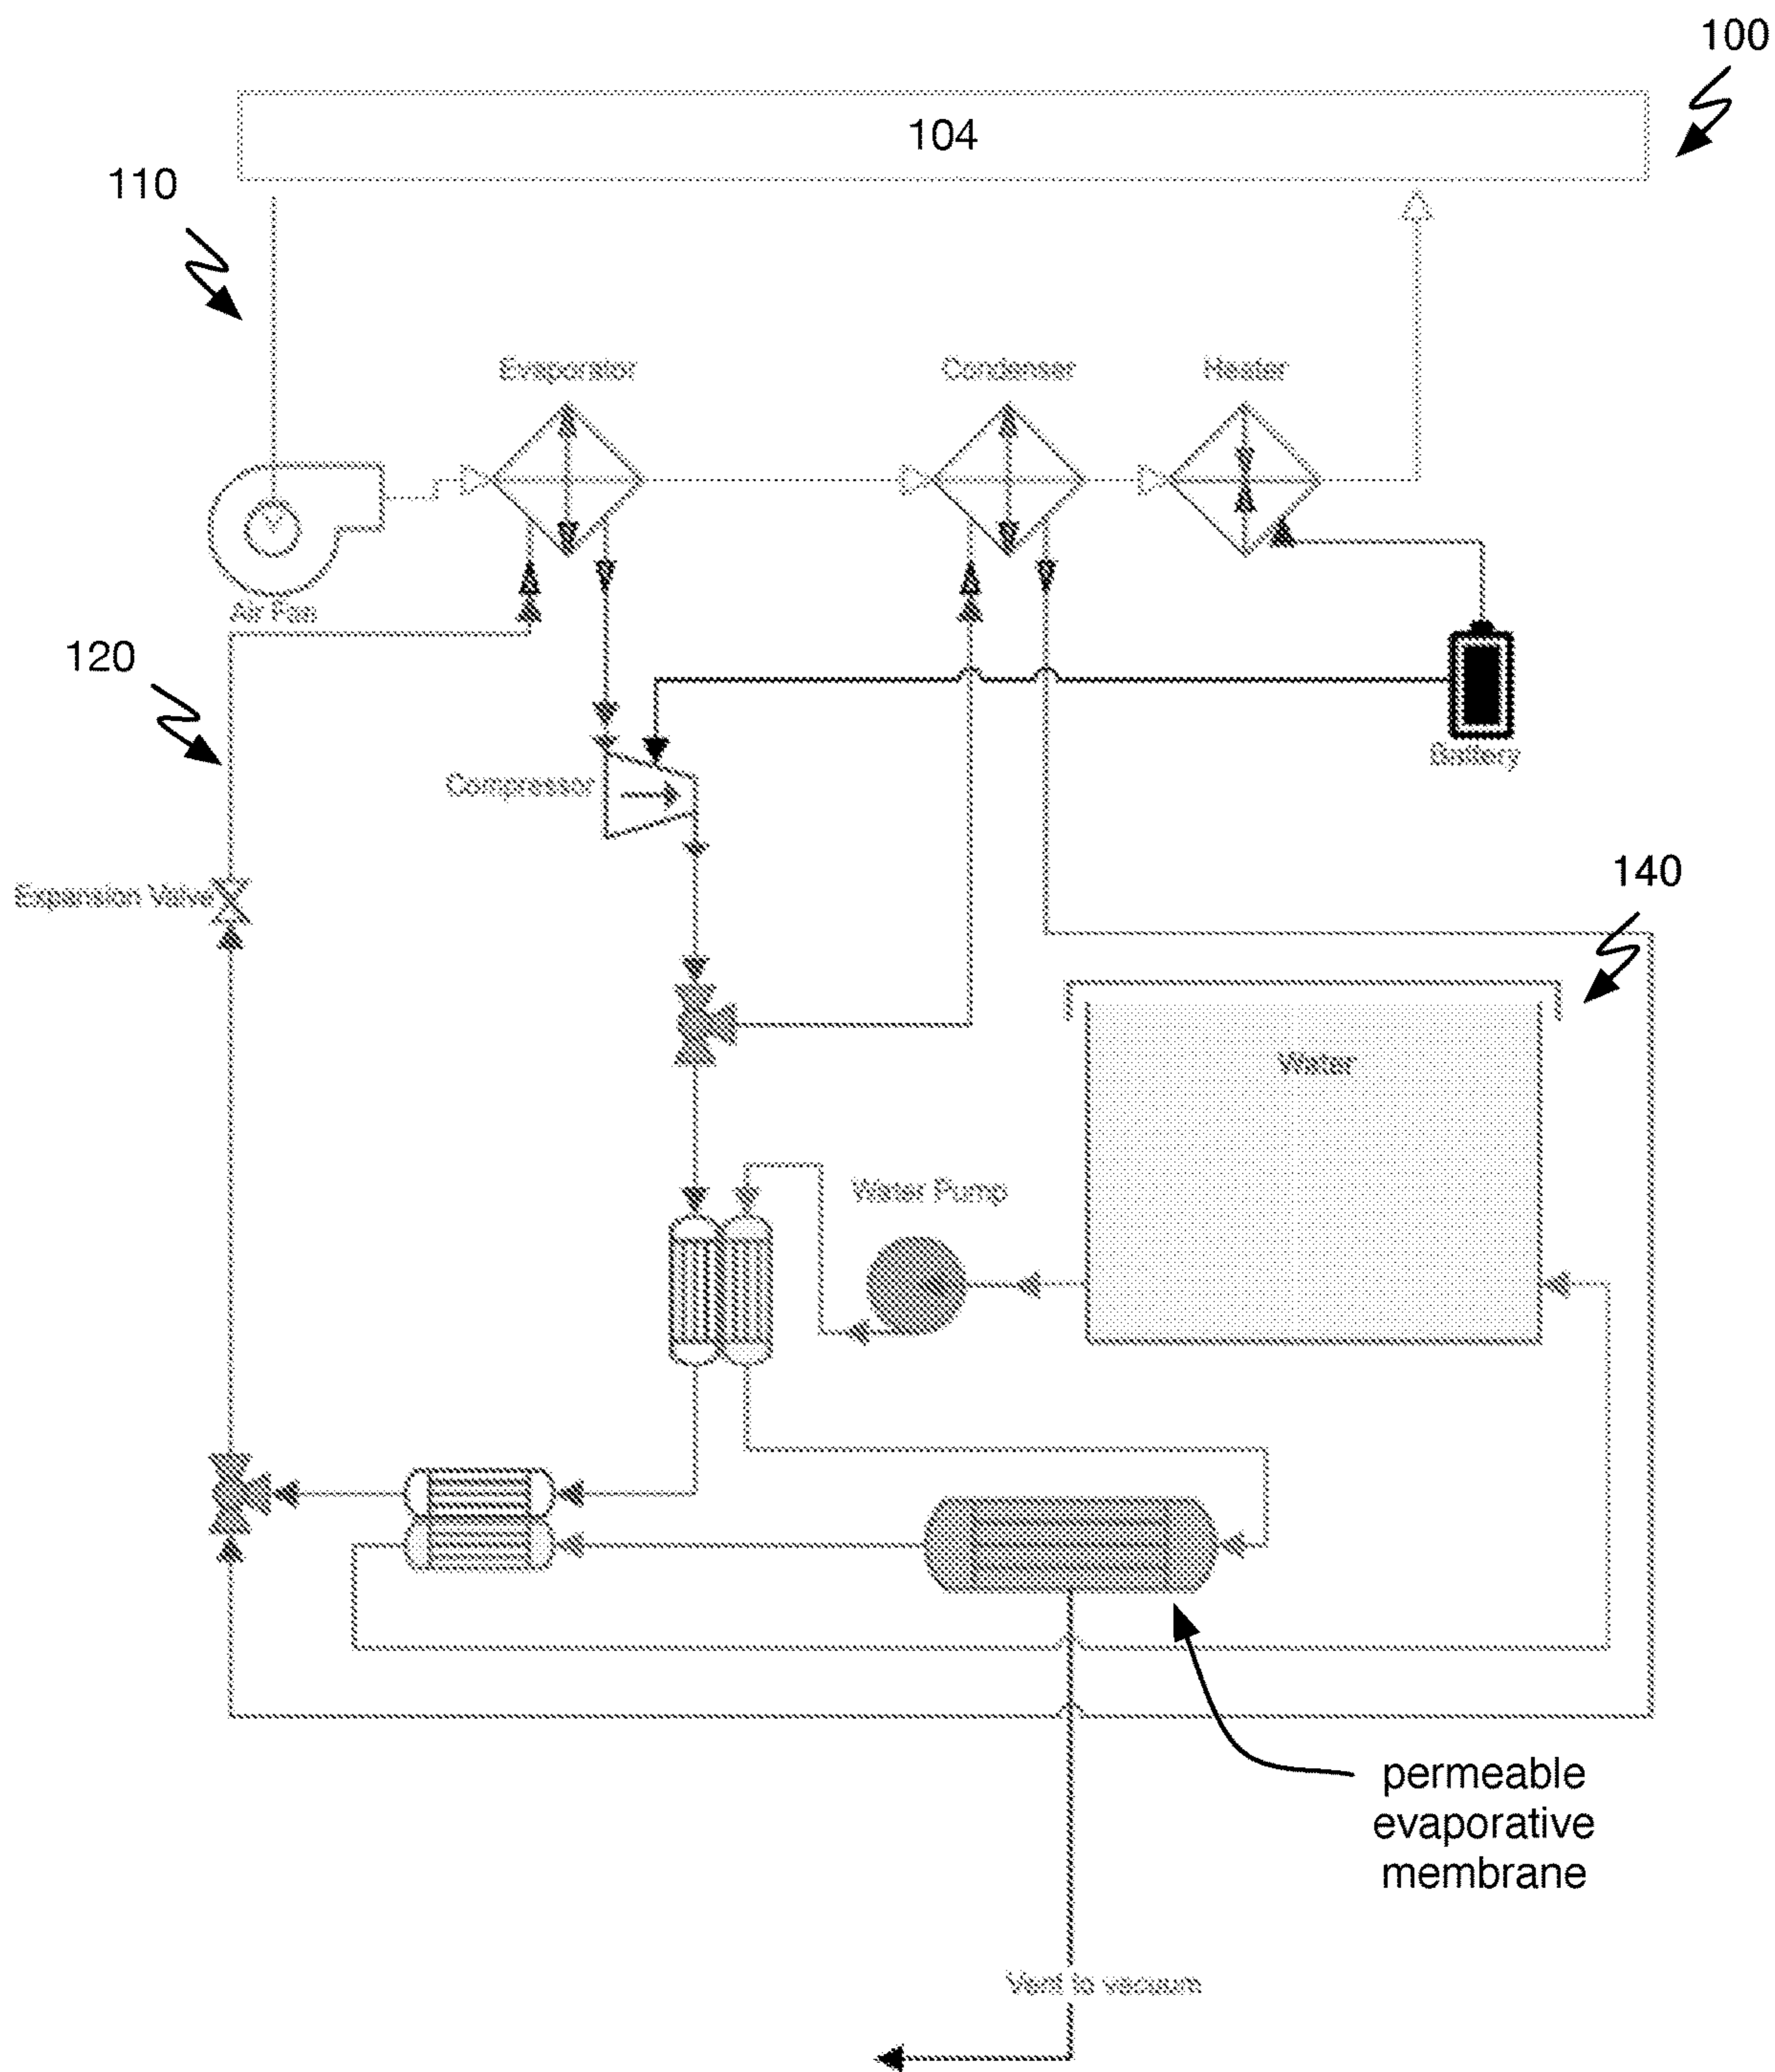 100
104
110
Evaporator
Condenser
Heater
Air Fan
120
Battery
Compressor
140
Expansion Valve
Water
Water Pump
permeable
evaporative
membrane
Vent to vacuum